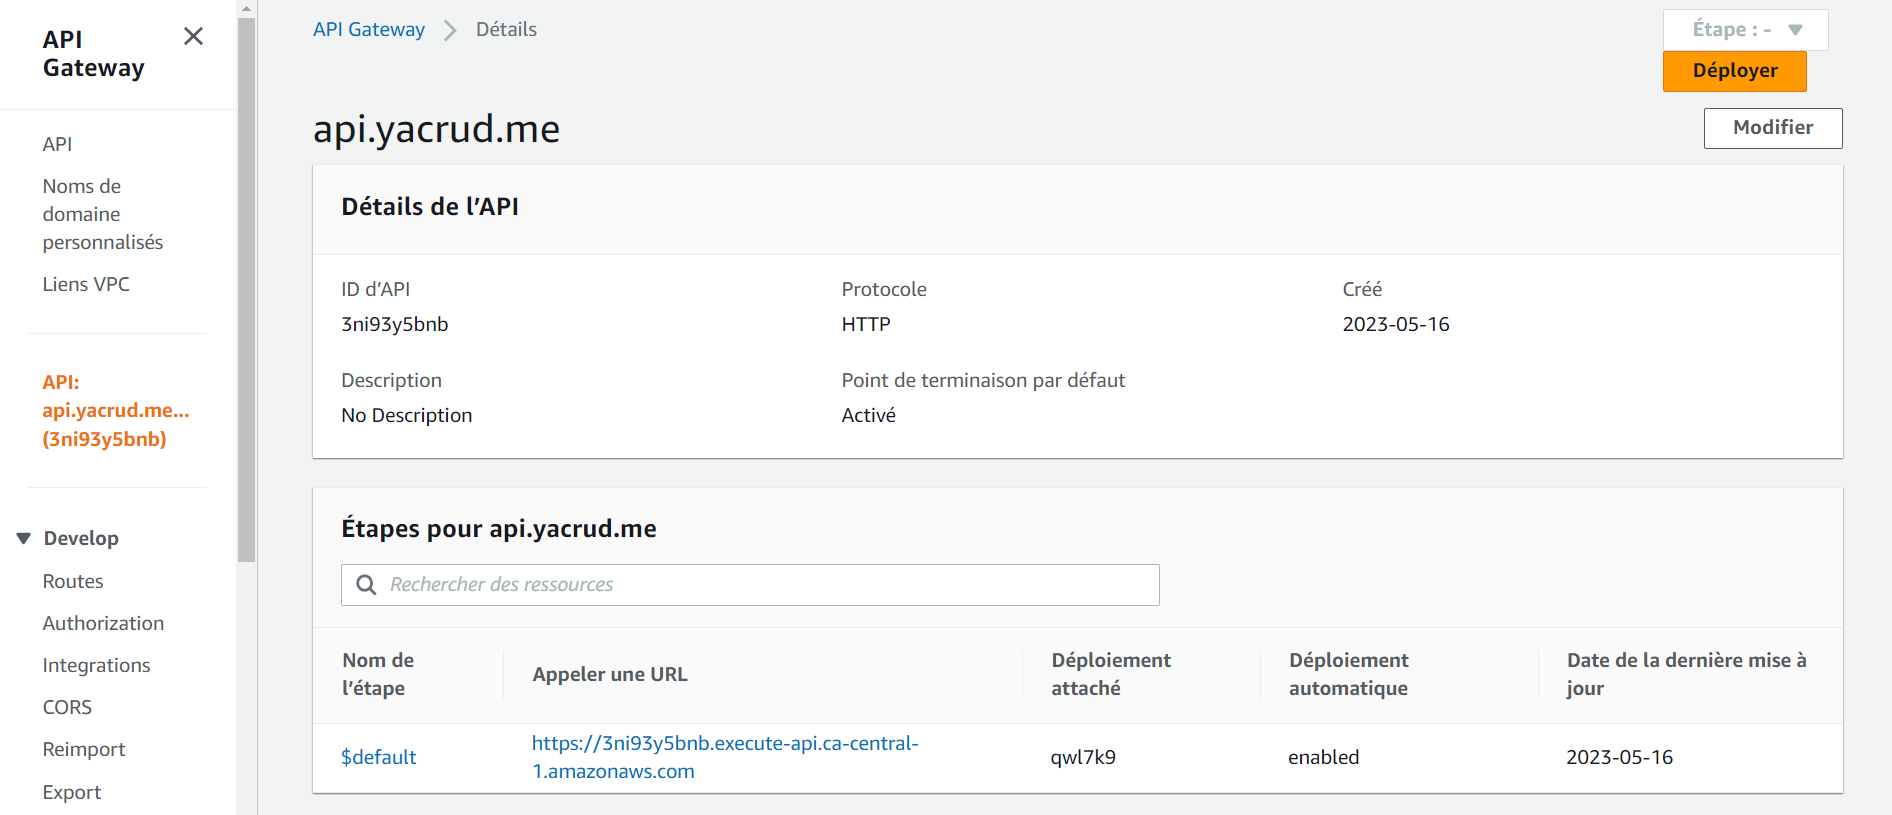 API
Gateway
API
Noms de
domaine
personnalisés
Liens VPC
API:
api.yacrud.me...
(3ni93y5bnb)
Develop
Routes
Authorization
Integrations
CORS
Reimport
Export
API Gateway
Détails
Étape : -
Déployer
api.yacrud.me
Modifier
Détails de l'API
ID d'API
3ni93y5bnb
Protocole
HTTP
Créé
2023-05-16
Description
No Description
Point de terminaison par défaut
Activé
Étapes pour api.yacrud.me
Rechercher des ressources
Nom de
l'étape
Appeler une URL
Déploiement
attaché
Déploiement
automatique
Date de la dernière mise à
jour
$default
https://3ni93y5bnb.execute-api.ca-central-
1.amazonaws.com
qwl7k9
enabled
2023-05-16